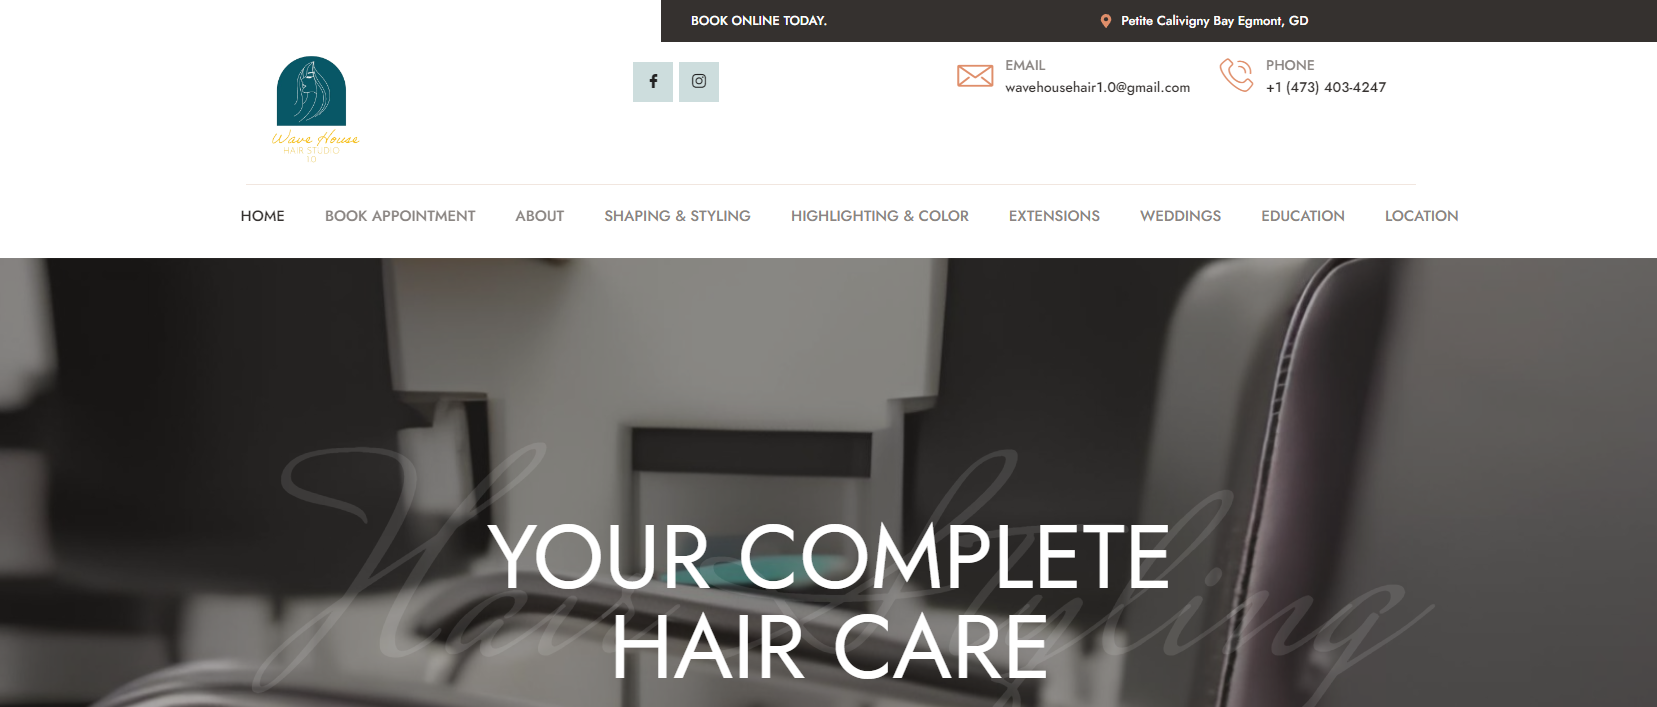 BOOK ONLINE TODAY.
Petite Calivigny Bay Egmont, GD
Wave House
HAIR STUDIO
1.0
EMAIL
wavehousehair1.0@gmail.com
PHONE
+1 (473) 403-4247
HOME BOOK APPOINTMENT ABOUT SHAPING & STYLING HIGHLIGHTING & COLOR EXTENSIONS WEDDINGS EDUCATION LOCATION
Hair Styling
YOUR COMPLETE
HAIR CARE